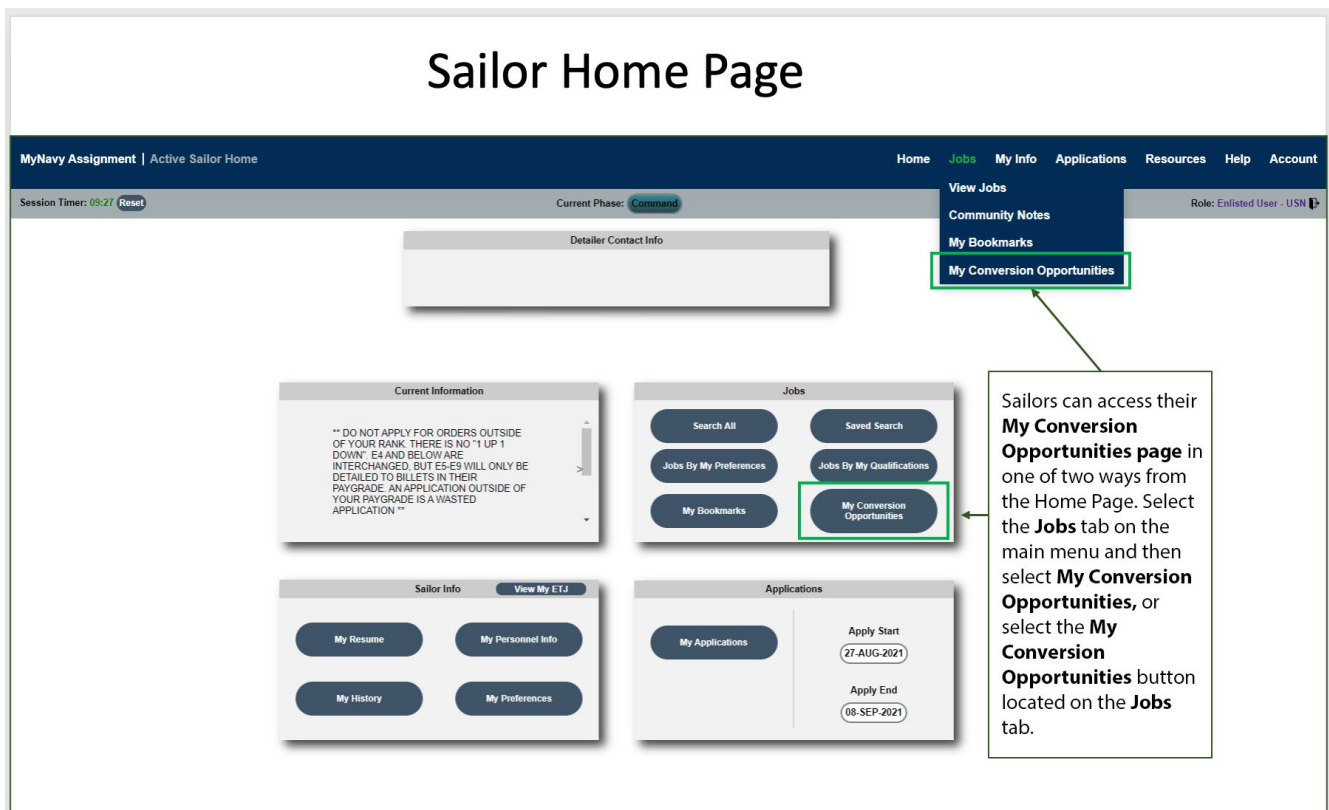 Sailor Home Page
MyNavy Assignment | Active Sailor Home
Home Jobs My Info Applications Resources Help Account
View Jobs
Community Notes
My Bookmarks
My Conversion Opportunities
Session Timer: 09:27 Reset
Current Phase: Command
Role: Enlisted User - USN
Detailer Contact Info
Current Information
** DO NOT APPLY FOR ORDERS OUTSIDE
OF YOUR RANK. THERE IS NO "1 UP 1
DOWN". E4 AND BELOW ARE
INTERCHANGED, BUT E5-E9 WILL ONLY BE
DETAILED TO BILLETS IN THEIR
PAYGRADE. AN APPLICATION OUTSIDE OF
YOUR PAYGRADE IS A WASTED
APPLICATION **
>
Jobs
Search All
Saved Search
Jobs By My Preferences
Jobs By My Qualifications
My Bookmarks
My Conversion
Opportunities
Sailors can access their
My Conversion
Opportunities page in
one of two ways from
the Home Page. Select
the Jobs tab on the
main menu and then
select My Conversion
Opportunities, or
select the My
Conversion
Opportunities button
located on the Jobs
tab.
Sailor Info
View My ETJ
My Resume
My Personnel Info
My History
My Preferences
Applications
My Applications
Apply Start
27-AUG-2021
Apply End
08-SEP-2021